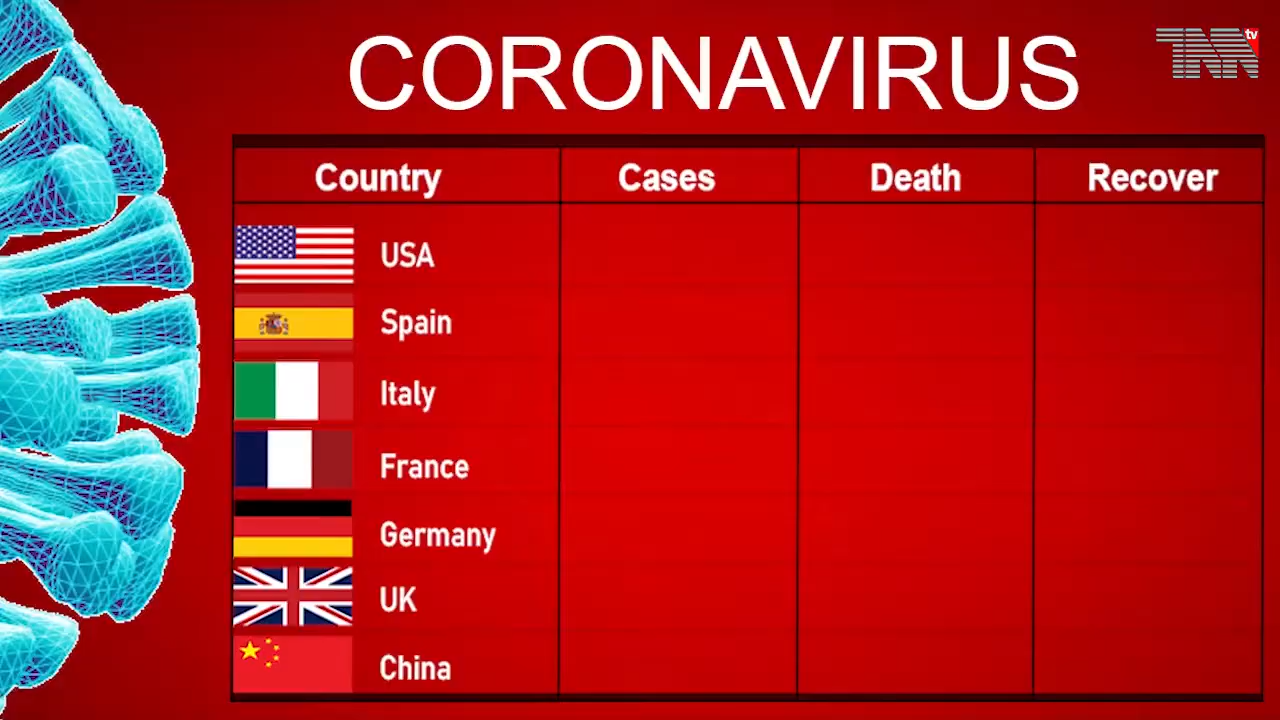 CORONAVIRUS
TNN tv
Country Cases Death Recover
USA
Spain
Italy
France
Germany
UK
China